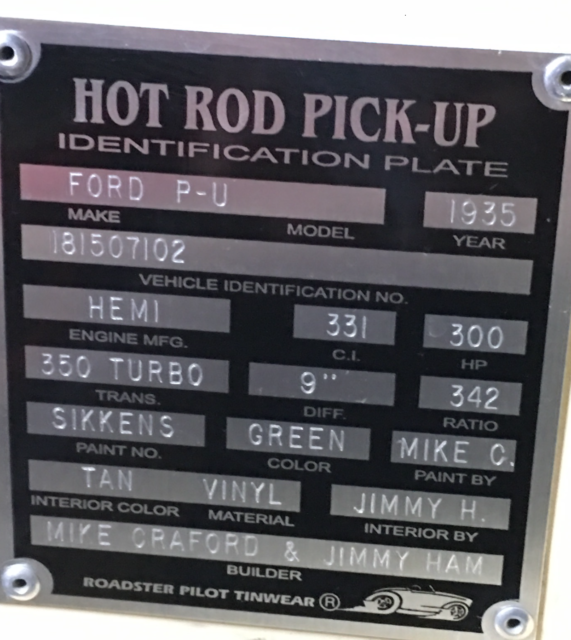 HOT ROD PICK-UP
IDENTIFICATION PLATE
FORD P-U 1935
MAKE MODEL YEAR
181507102
VEHICLE IDENTIFICATION NO.
HEMI 331 300
ENGINE MFG. C.I. HP
350 TURBO 9" 342
TRANS. DIFF. RATIO
SIKKENS GREEN MIKE C.
PAINT NO. COLOR PAINT BY
TAN VINYL JIMMY H.
INTERIOR COLOR MATERIAL INTERIOR BY
MIKE CRAFORD & JIMMY HAM
BUILDER
ROADSTER PILOT TINWEAR ®